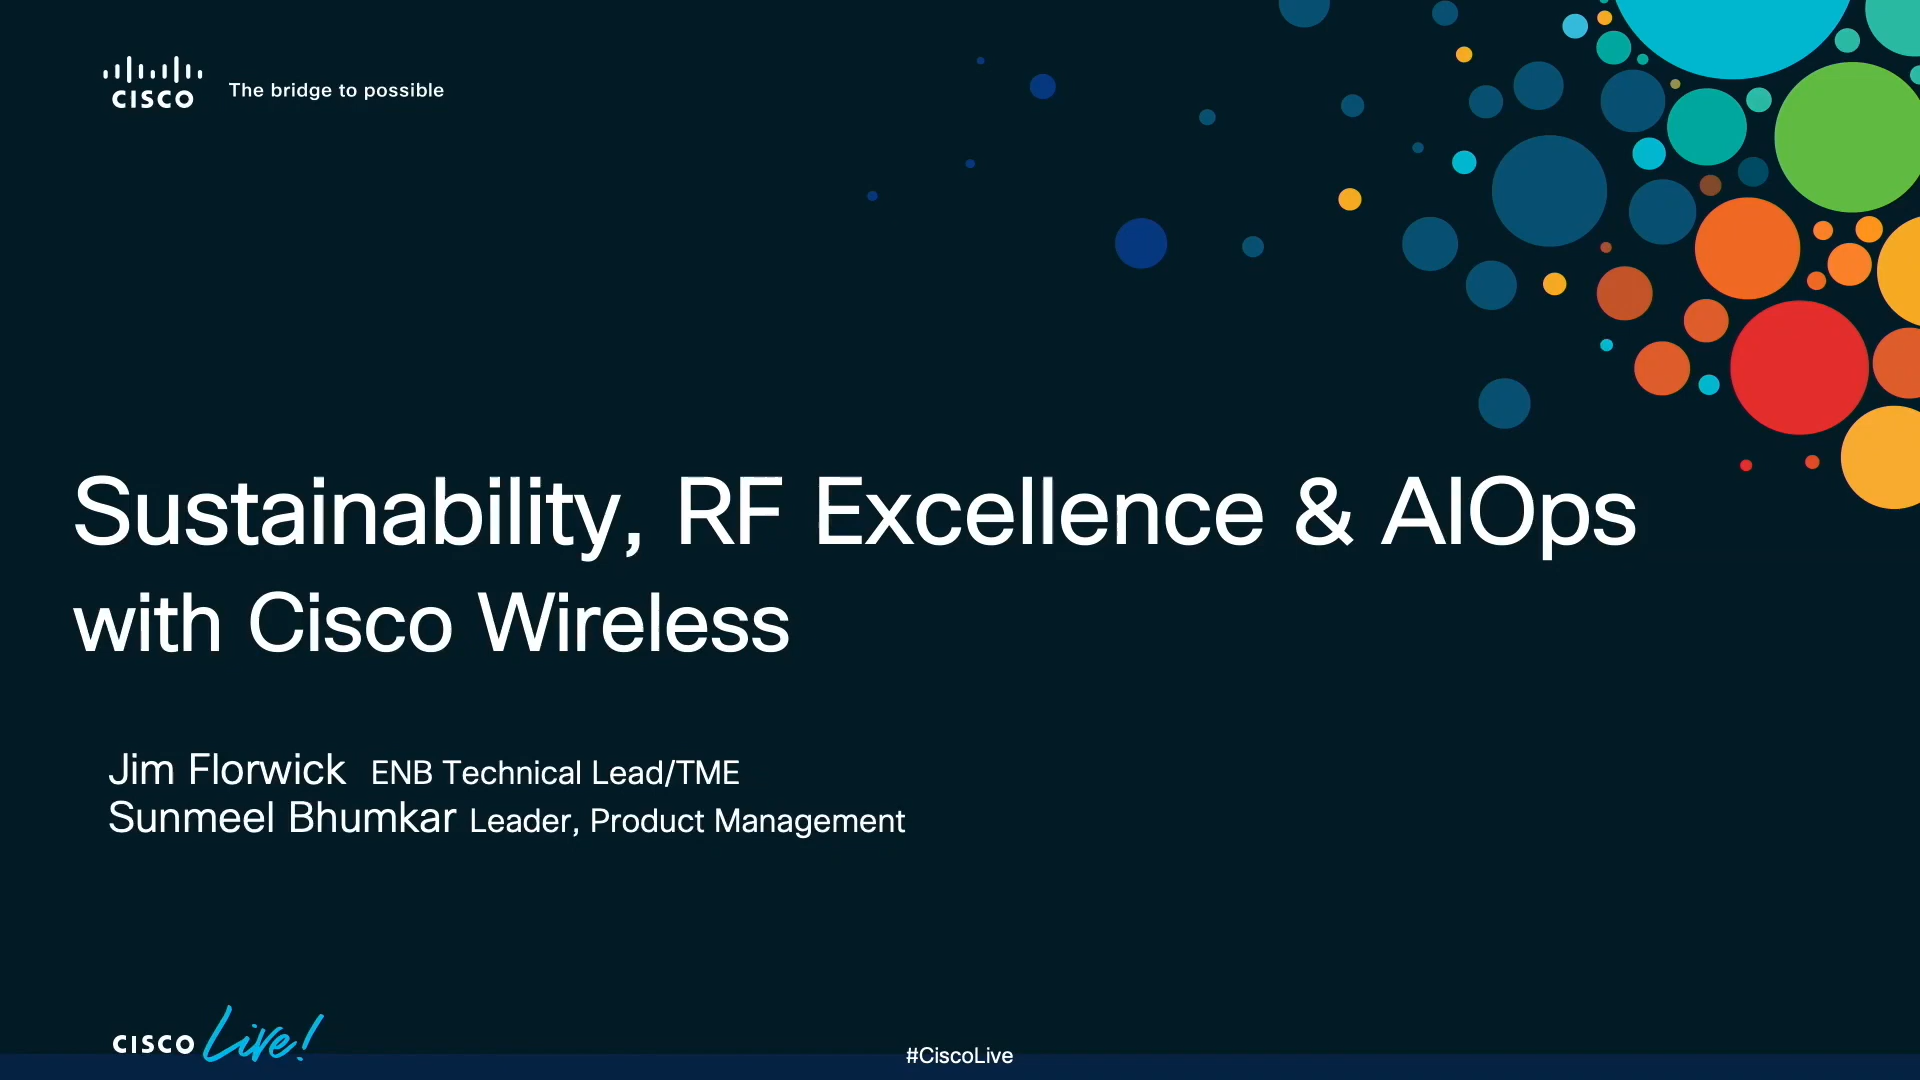 CISCO The bridge to possible
Sustainability, RF Excellence & AIOps
with Cisco Wireless
Jim Florwick ENB Technical Lead/TME
Sunmeel Bhumkar Leader, Product Management
CISCO Live!
#CiscoLive